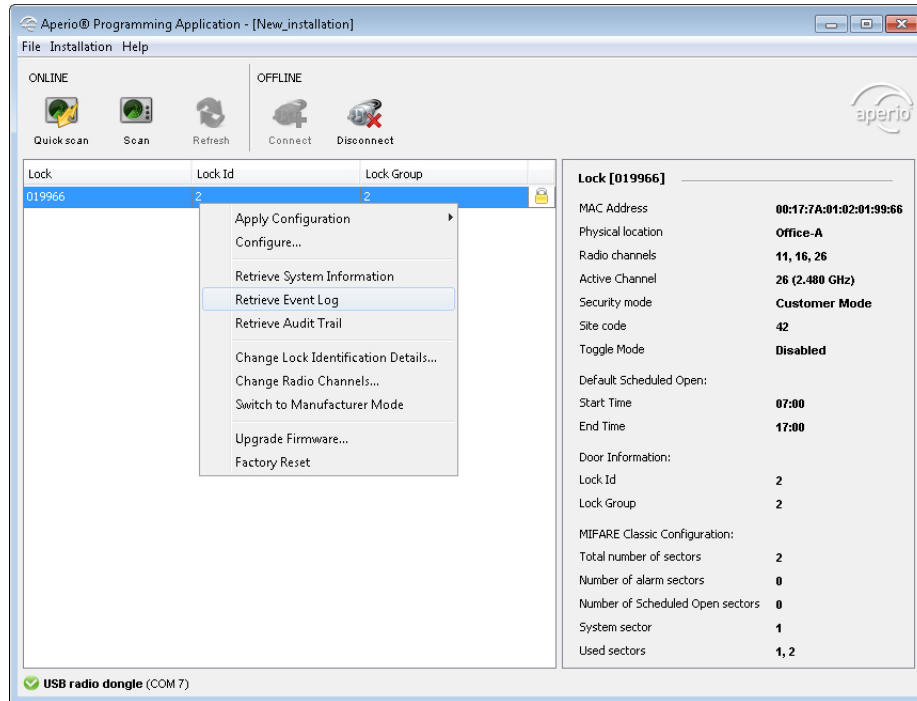 Aperio® Programming Application - [New_installation]
File Installation Help
ONLINE
OFFLINE
Quick scan Scan Refresh Connect Disconnect
aperio
Lock Lock Id Lock Group
019966 2 2
Apply Configuration
Configure...
Retrieve System Information
Retrieve Event Log
Retrieve Audit Trail
Change Lock Identification Details...
Change Radio Channels...
Switch to Manufacturer Mode
Upgrade Firmware...
Factory Reset
Lock [019966]
MAC Address 00:17:7A:01:02:01:99:66
Physical location Office-A
Radio channels 11, 16, 26
Active Channel 26 (2.480 GHz)
Security mode Customer Mode
Site code 42
Toggle Mode Disabled
Default Scheduled Open:
Start Time 07:00
End Time 17:00
Door Information:
Lock Id 2
Lock Group 2
MIFARE Classic Configuration:
Total number of sectors 2
Number of alarm sectors 0
Number of Scheduled Open sectors 0
System sector 1
Used sectors 1, 2
USB radio dongle (COM 7)